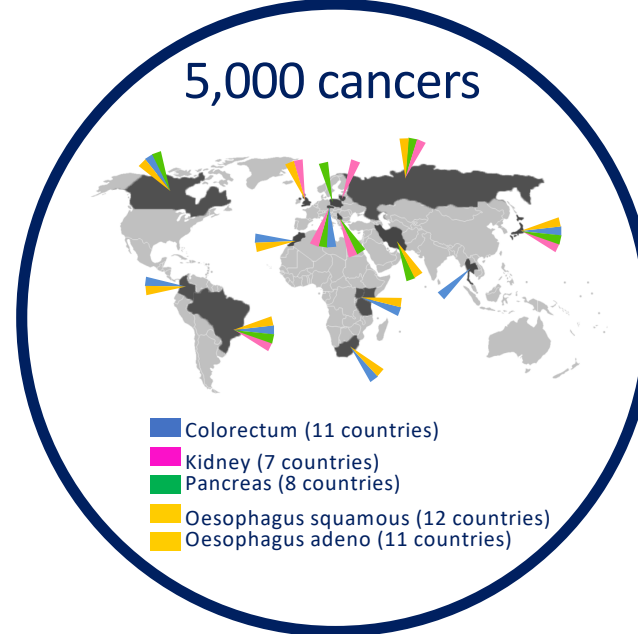 5,000 cancers
Colorectum (11 countries)
Kidney (7 countries)
Pancreas (8 countries)
Oesophagus squamous (12 countries)
Oesophagus adeno (11 countries)